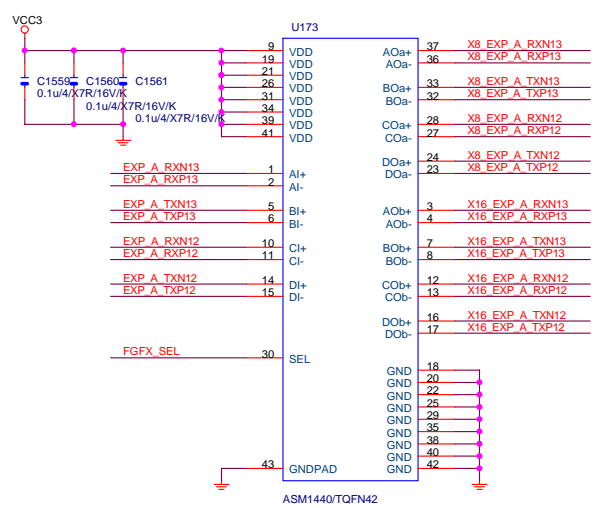 VCC3
U173
9 VDD
19 VDD
21 VDD
26 VDD
31 VDD
34 VDD
39 VDD
41 VDD
C1559
0.1u/4/X7R/16V/K
C1560
0.1u/4/X7R/16V/K
C1561
0.1u/4/X7R/16V/K
EXP_A_RXN13 1 AI+
EXP_A_RXP13 2 AI-
EXP_A_TXN13 5 BI+
EXP_A_TXP13 6 BI-
EXP_A_RXN12 10 CI+
EXP_A_RXP12 11 CI-
EXP_A_TXN12 14 DI+
EXP_A_TXP12 15 DI-
FGFX_SEL 30 SEL
43 GNDPAD
AOa+ 37 X8_EXP_A_RXN13
AOa- 36 X8_EXP_A_RXP13
BOa+ 33 X8_EXP_A_TXN13
BOa- 32 X8_EXP_A_TXP13
COa+ 28 X8_EXP_A_RXN12
COa- 27 X8_EXP_A_RXP12
DOa+ 24 X8_EXP_A_TXN12
DOa- 23 X8_EXP_A_TXP12
AOb+ 3 X16_EXP_A_RXN13
AOb- 4 X16_EXP_A_RXP13
BOb+ 7 X16_EXP_A_TXN13
BOb- 8 X16_EXP_A_TXP13
COb+ 12 X16_EXP_A_RXN12
COb- 13 X16_EXP_A_RXP12
DOb+ 16 X16_EXP_A_TXN12
DOb- 17 X16_EXP_A_TXP12
GND 18
GND 20
GND 22
GND 25
GND 29
GND 35
GND 38
GND 40
GND 42
ASM1440/TQFN42